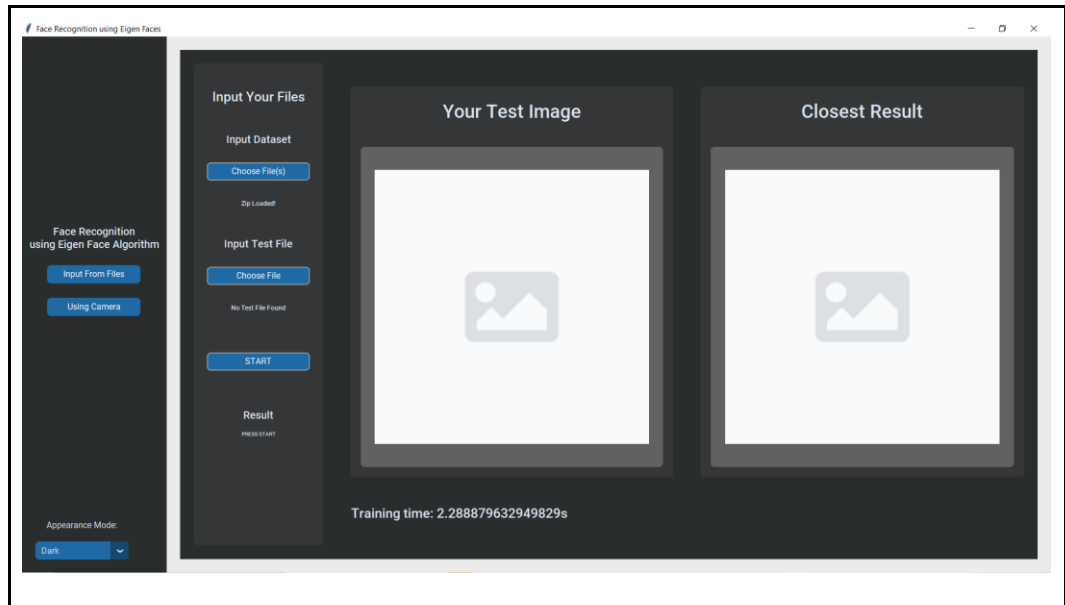 Face Recognition using Eigen Faces
Face Recognition
using Eigen Face Algorithm
Input From Files
Using Camera
Appearance Mode:
Dark
Input Your Files
Input Dataset
Choose File(s)
Zip Loaded!
Input Test File
Choose File
No Test File Found
START
Result
PRESS START
Your Test Image
Closest Result
Training time: 2.288879632949829s